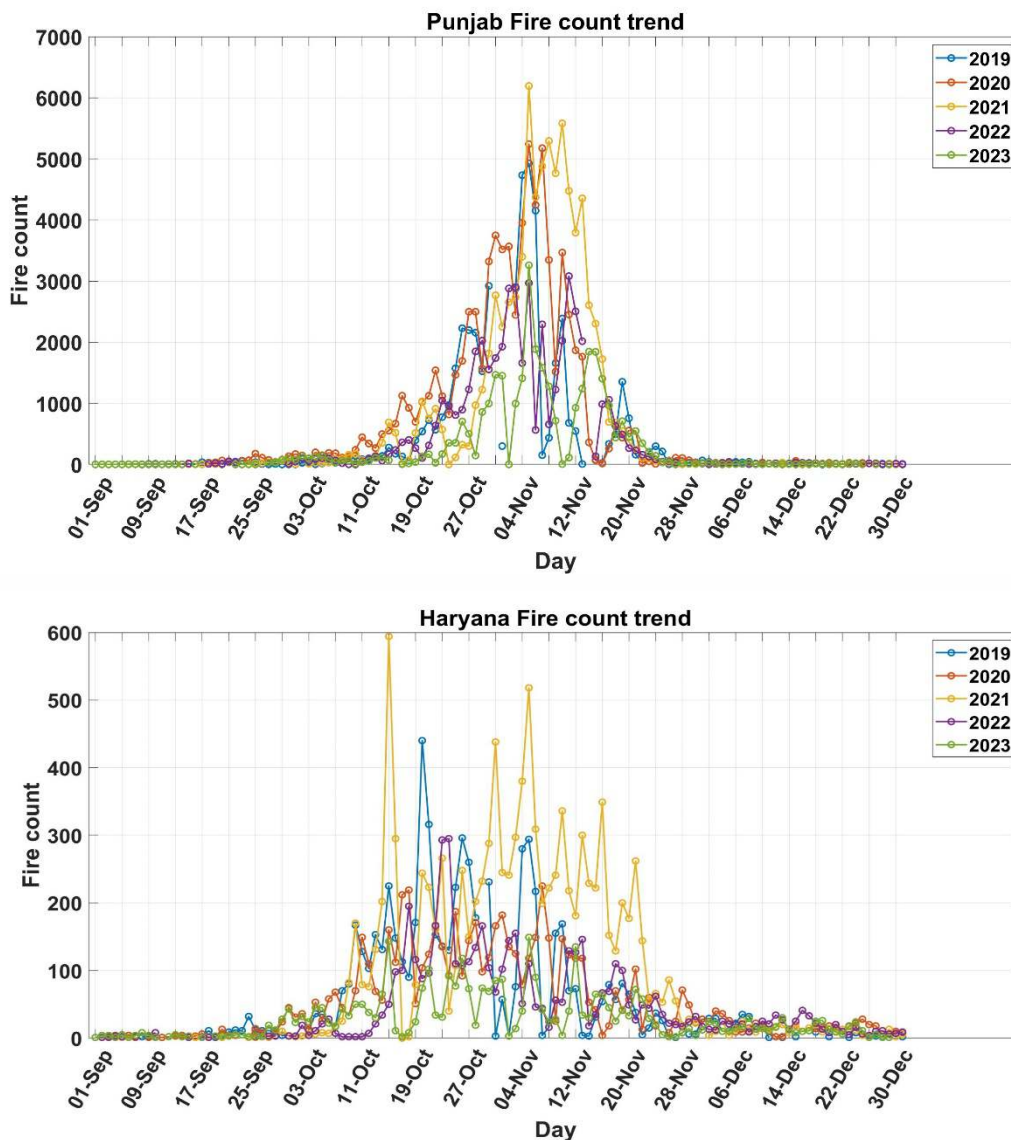 Punjab Fire count trend
7000
6000
5000
4000
3000
2000
1000
0
Fire count
2019
2020
2021
2022
2023
01-Sep
09-Sep
17-Sep
25-Sep
03-Oct
11-Oct
19-Oct
27-Oct
04-Nov
12-Nov
20-Nov
28-Nov
06-Dec
14-Dec
22-Dec
30-Dec
Day
Haryana Fire count trend
600
500
400
300
200
100
0
Fire count
2019
2020
2021
2022
2023
01-Sep
09-Sep
17-Sep
25-Sep
03-Oct
11-Oct
19-Oct
27-Oct
04-Nov
12-Nov
20-Nov
28-Nov
06-Dec
14-Dec
22-Dec
30-Dec
Day